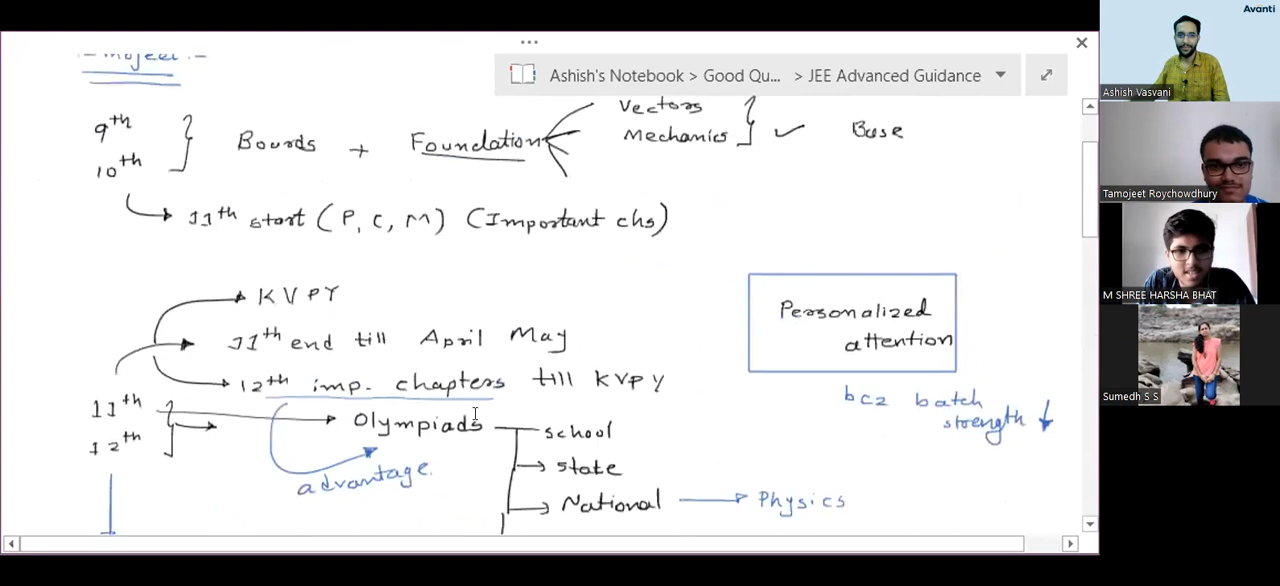 Avanti
Ashish's Notebook > Good Qu... > JEE Advanced Guidance
Ashish Vasvani
Tamojeet Roychowdhury
M SHREE HARSHA BHAT
Sumedh S S
9th
10th
Boards + Foundation
Vectors
Mechanics
Base
11th start (P, C, M) (Important chs)
KVPY
11th end till April May
12th imp. chapters till KVPY
11th
12th
Olympiads
advantage.
school
state
National
Physics
Personalized
attention
bcz batch
strength ↓